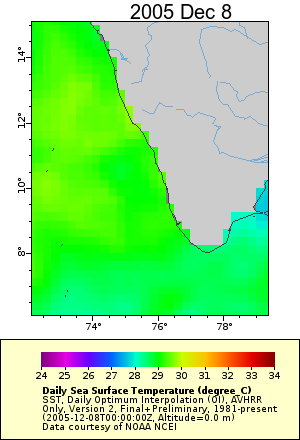 2005 Dec 8
14°
12°
10°
8°
74° 76° 78°
24 25 26 27 28 29 30 31 32 33 34
Daily Sea Surface Temperature (degree_C)
SST, Daily Optimum Interpolation (OI), AVHRR
Only, Version 2, Final+Preliminary, 1981-present
(2005-12-08T00:00:00Z, Altitude=0.0 m)
Data courtesy of NOAA NCEI